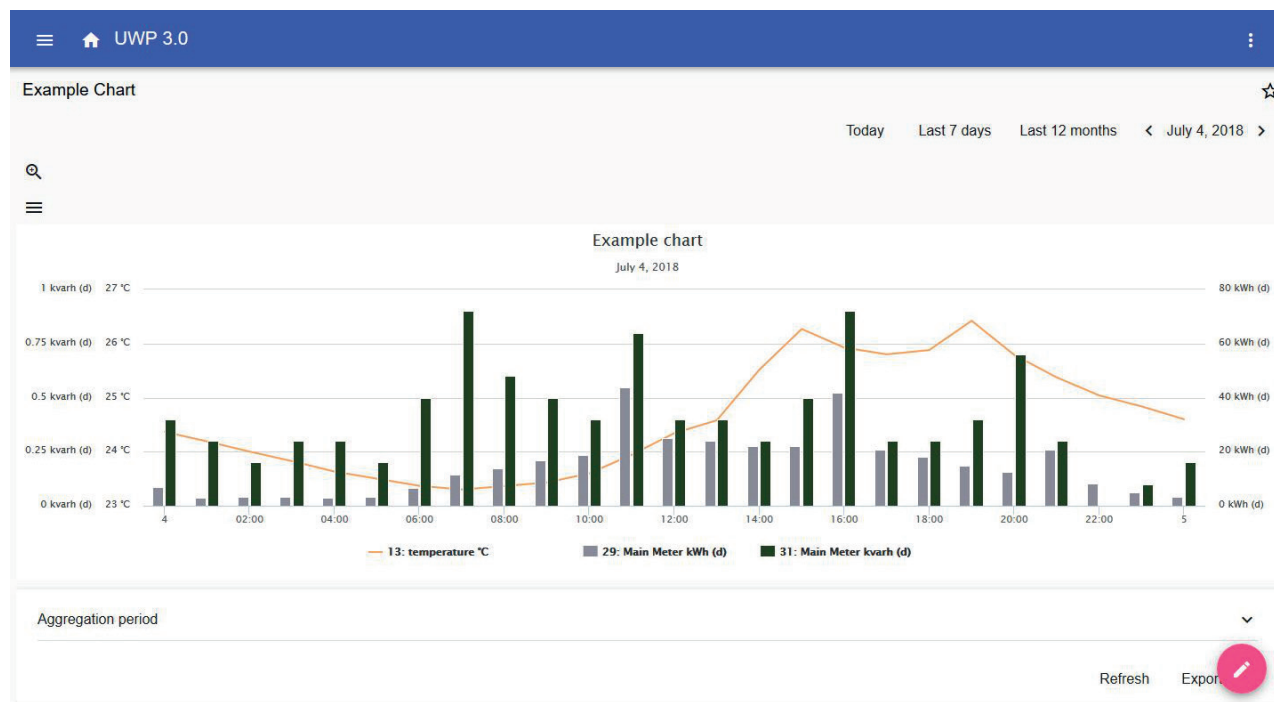 UWP 3.0
Example Chart
Today Last 7 days Last 12 months July 4, 2018
Example chart
July 4, 2018
1 kvarh (d) 27 °C 80 kWh (d)
0.75 kvarh (d) 26 °C 60 kWh (d)
0.5 kvarh (d) 25 °C 40 kWh (d)
0.25 kvarh (d) 24 °C 20 kWh (d)
0 kvarh (d) 23 °C 0 kWh (d)
4 02:00 04:00 06:00 08:00 10:00 12:00 14:00 16:00 18:00 20:00 22:00 5
13: temperature °C 29: Main Meter kWh (d) 31: Main Meter kvarh (d)
Aggregation period
Refresh Expor